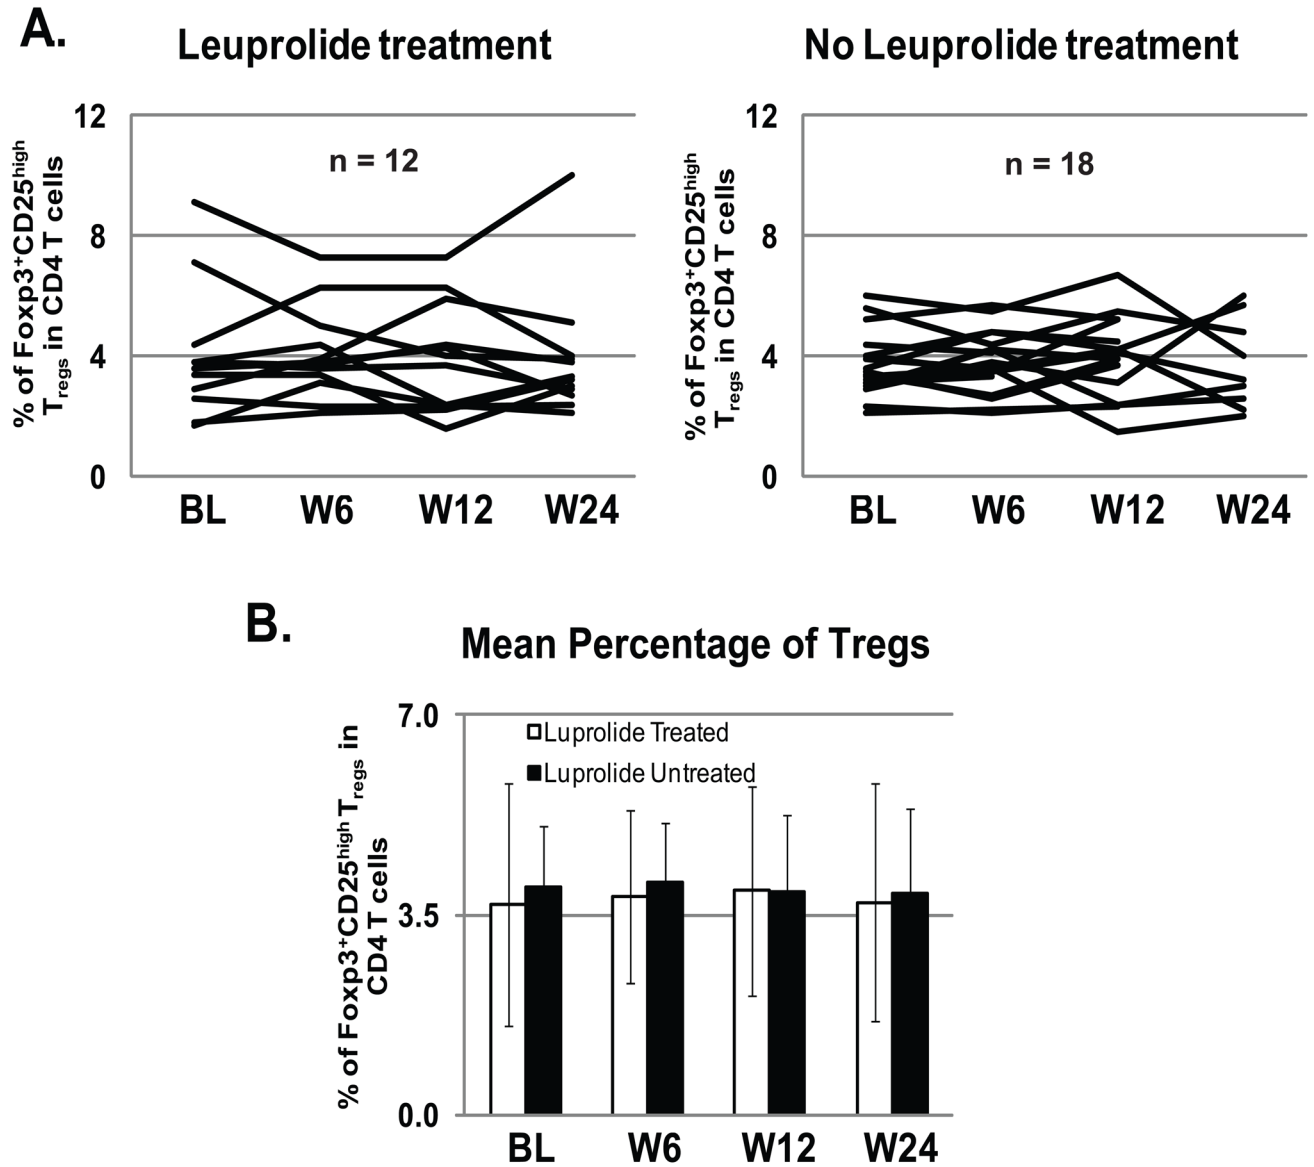 A.
Leuprolide treatment
% of Foxp3+CD25high
Tregs in CD4 T cells
12
8
4
0
n = 12
BL W6 W12 W24
No Leuprolide treatment
% of Foxp3+CD25high
Tregs in CD4 T cells
12
8
4
0
n = 18
BL W6 W12 W24
B.
Mean Percentage of Tregs
% of Foxp3+CD25high Tregs in
CD4 T cells
7.0
3.5
0.0
Luprolide Treated
Luprolide Untreated
BL W6 W12 W24